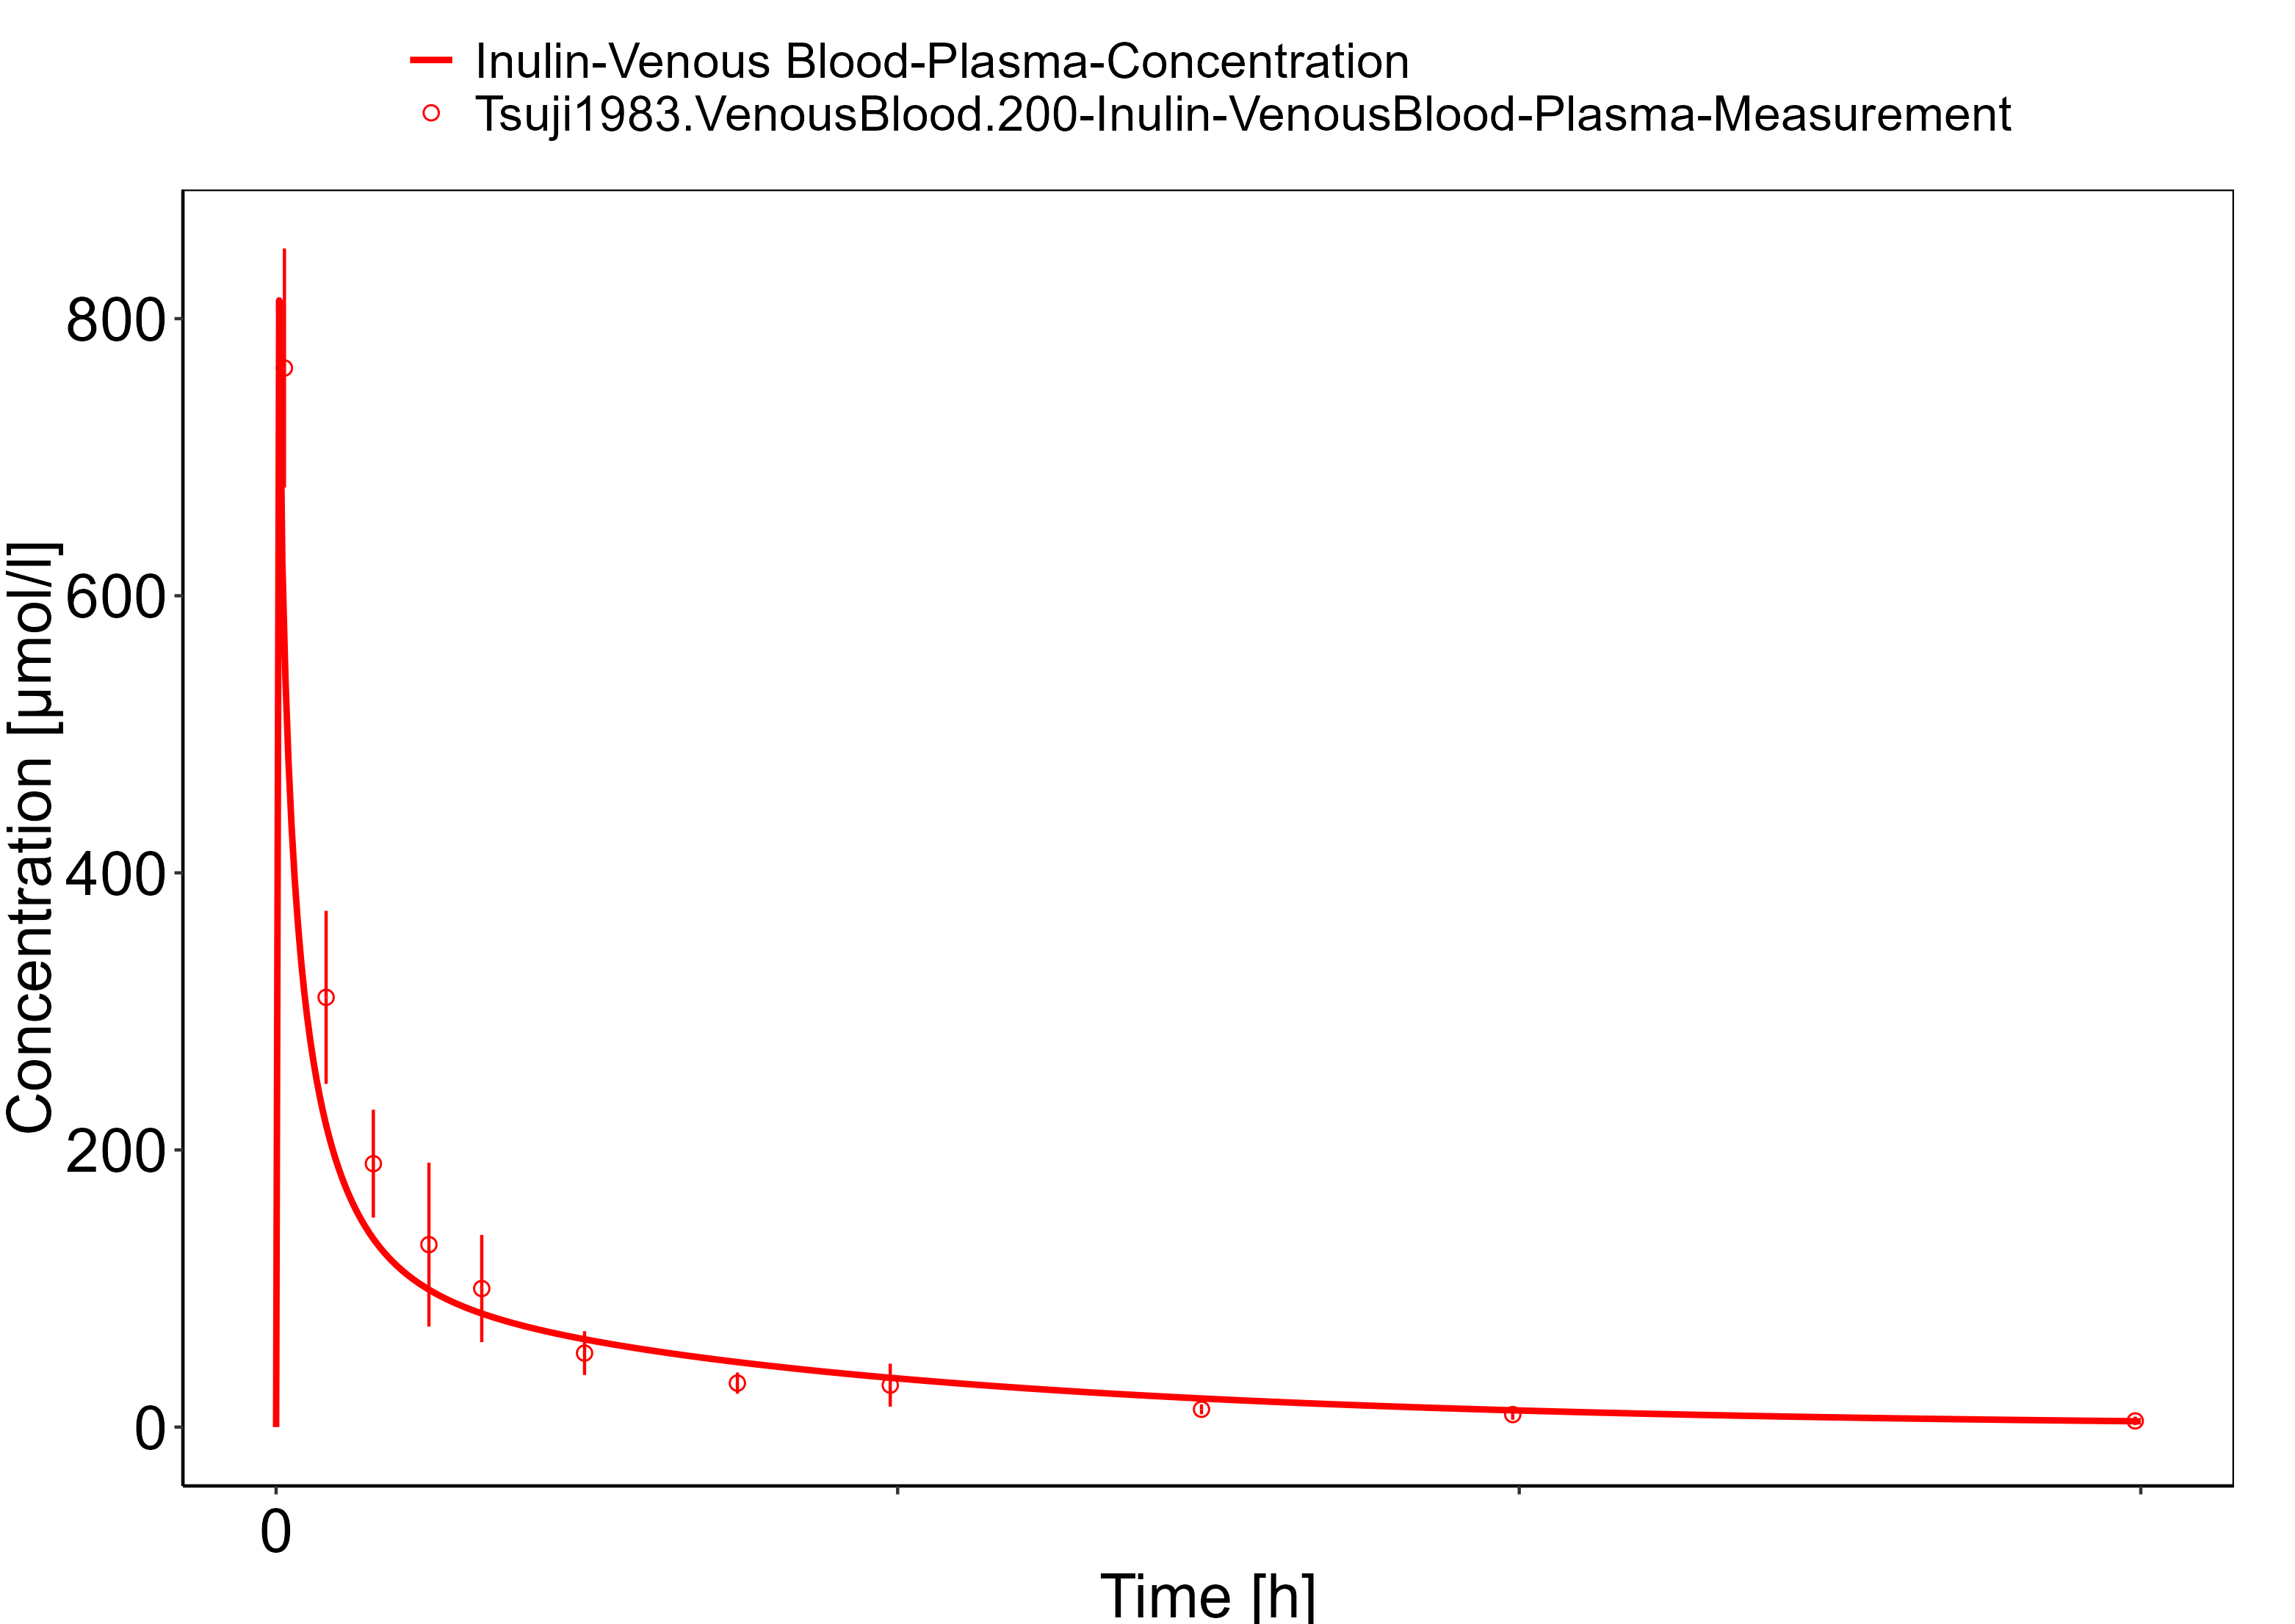 Inulin-Venous Blood-Plasma-Concentration
Tsuji1983.VenousBlood.200-Inulin-VenousBlood-Plasma-Measurement
Concentration [µmol/l]
800
600
400
200
0
0
Time [h]